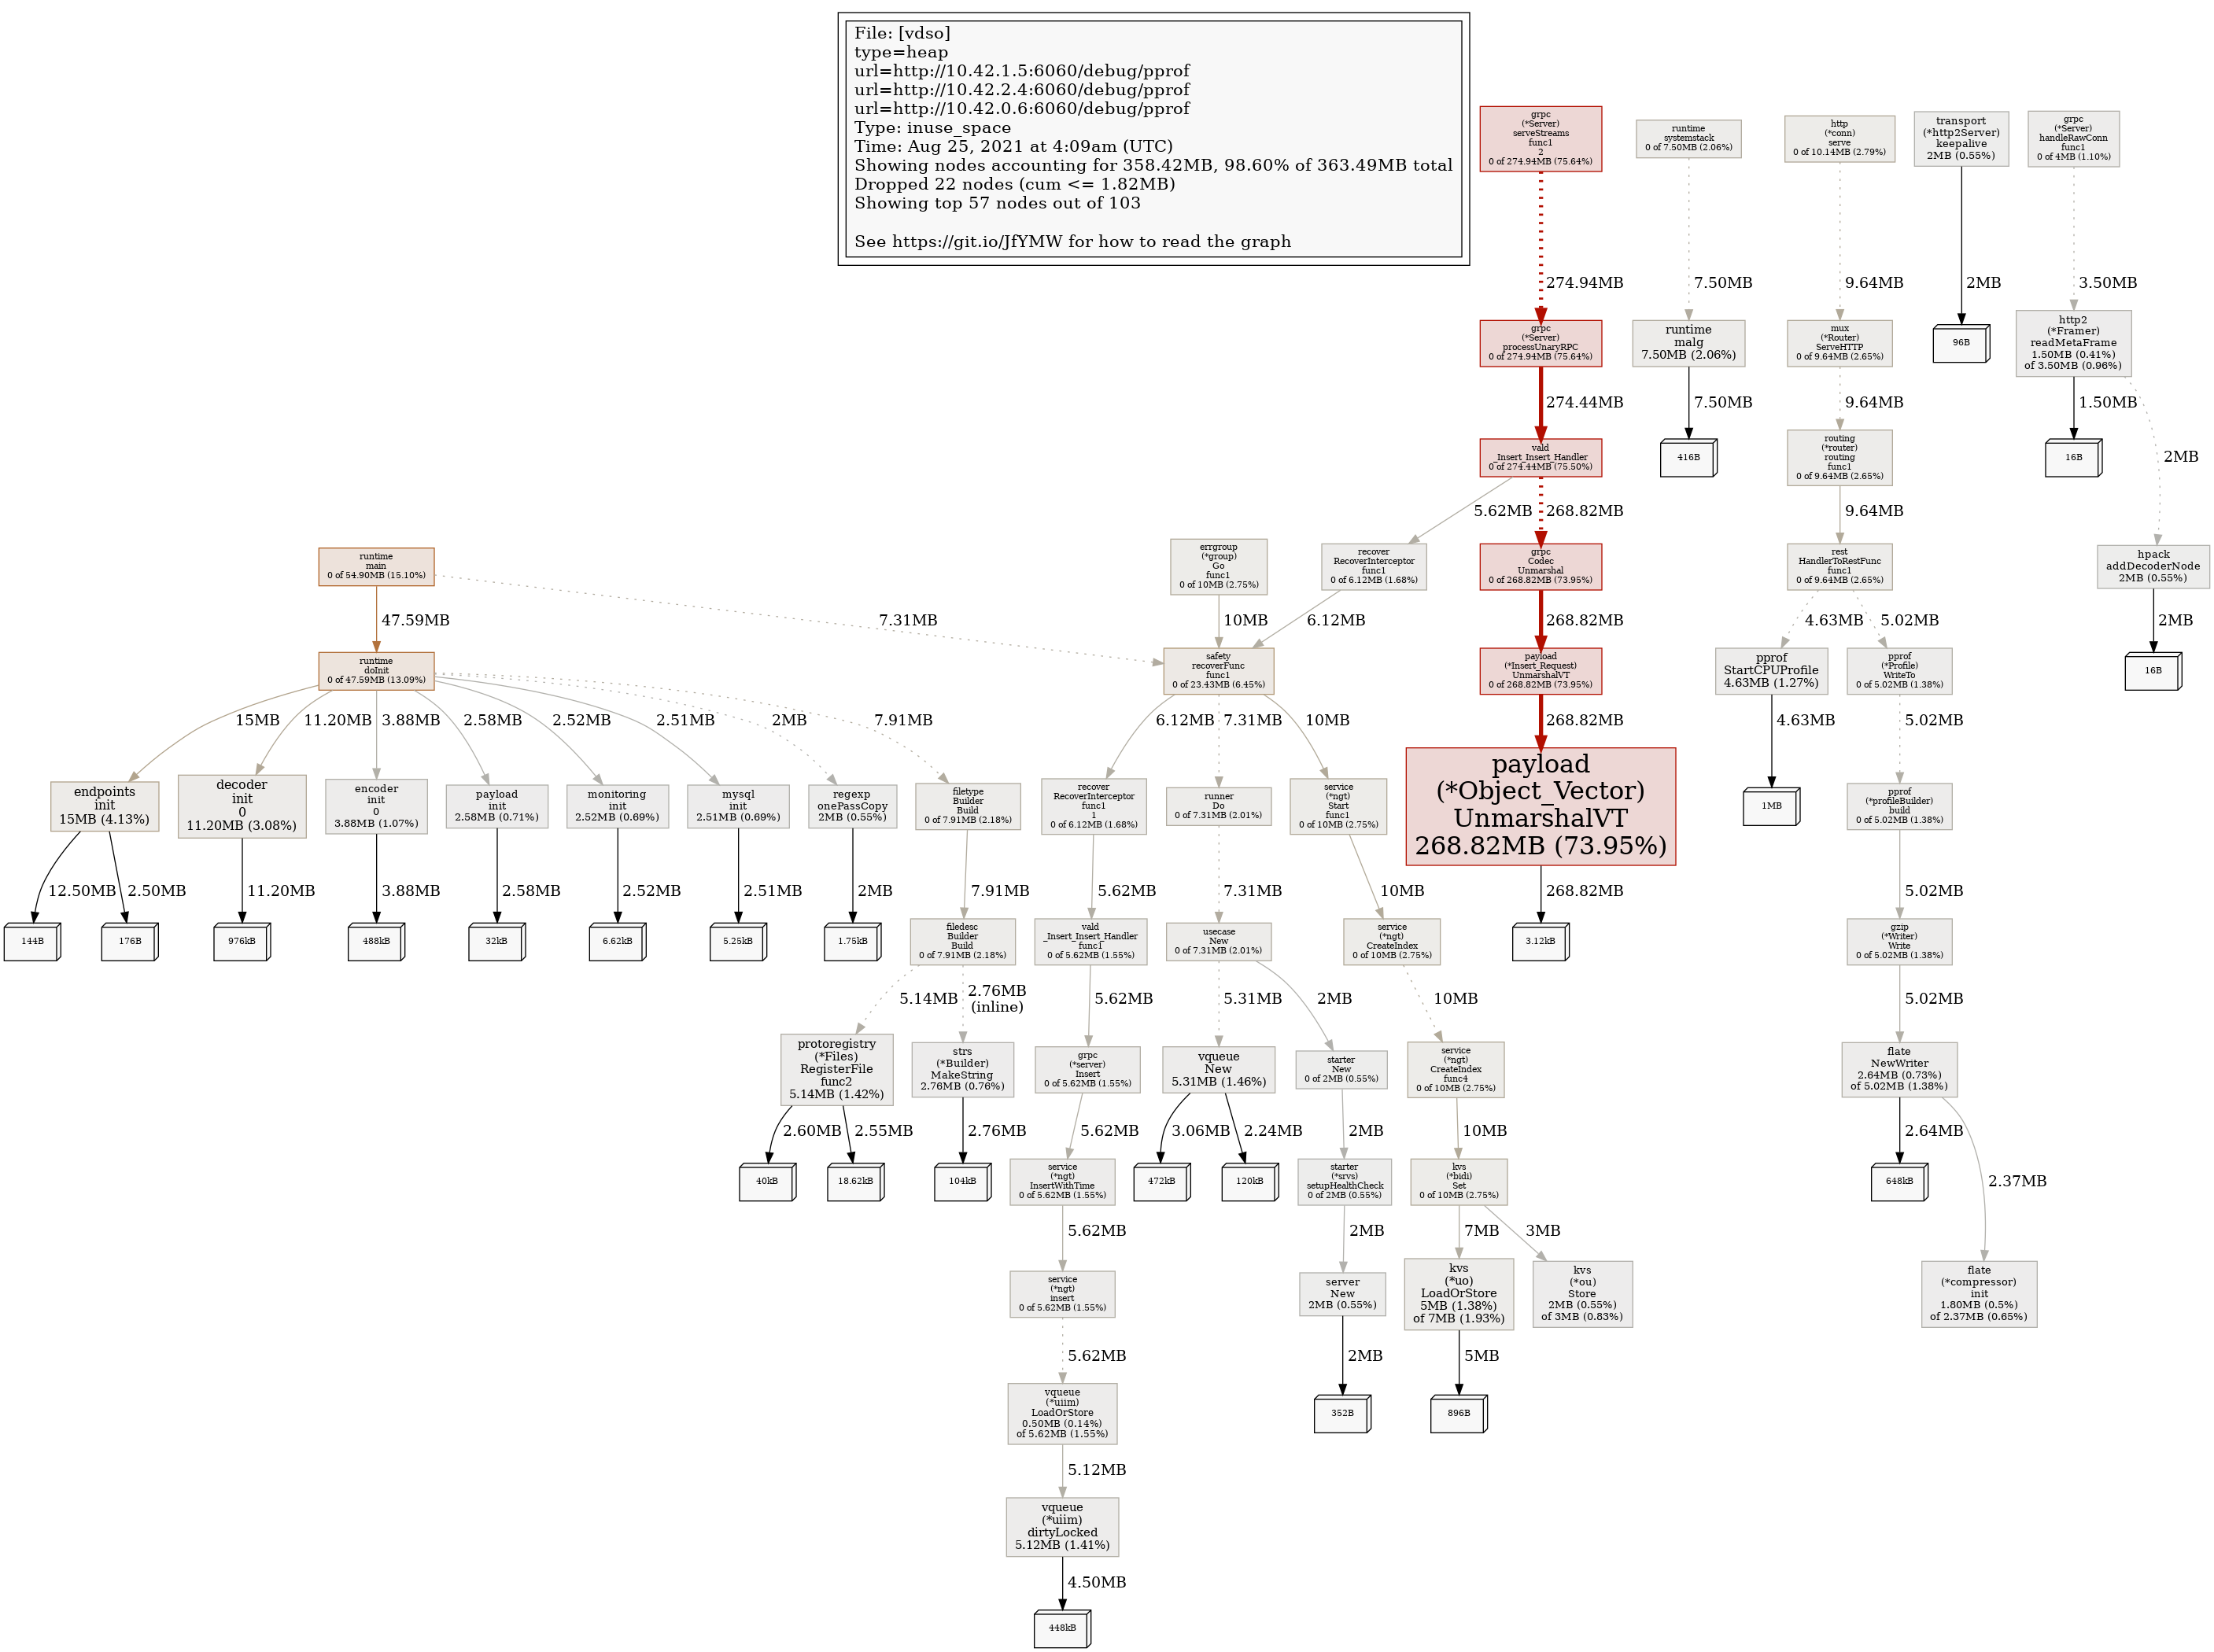 File: [vdso]
type=heap
url=http://10.42.1.5:6060/debug/pprof
url=http://10.42.2.4:6060/debug/pprof
url=http://10.42.0.6:6060/debug/pprof
Type: inuse_space
Time: Aug 25, 2021 at 4:09am (UTC)
Showing nodes accounting for 358.42MB, 98.60% of 363.49MB total
Dropped 22 nodes (cum <= 1.82MB)
Showing top 57 nodes out of 103
See https://git.io/JfYMW for how to read the graph
grpc
(*Server)
serveStreams
func1
2
0 of 274.94MB (75.64%)
runtime
systemstack
0 of 7.50MB (2.06%)
http
(*conn)
serve
0 of 10.14MB (2.79%)
transport
(*http2Server)
keepalive
2MB (0.55%)
grpc
(*Server)
handleRawConn
func1
0 of 4MB (1.10%)
274.94MB
7.50MB
9.64MB
2MB
3.50MB
grpc
(*Server)
processUnaryRPC
0 of 274.94MB (75.64%)
runtime
malg
7.50MB (2.06%)
mux
(*Router)
ServeHTTP
0 of 9.64MB (2.65%)
96B
http2
(*Framer)
readMetaFrame
1.50MB (0.41%)
of 3.50MB (0.96%)
274.44MB
7.50MB
9.64MB
1.50MB
2MB
vald
_Insert_Insert_Handler
0 of 274.44MB (75.50%)
416B
routing
(*router)
routing
func1
0 of 9.64MB (2.65%)
16B
5.62MB
268.82MB
9.64MB
runtime
main
0 of 54.90MB (15.10%)
errgroup
(*group)
Go
func1
0 of 10MB (2.75%)
recover
RecoverInterceptor
func1
0 of 6.12MB (1.68%)
grpc
Codec
Unmarshal
0 of 268.82MB (73.95%)
rest
HandlerToRestFunc
func1
0 of 9.64MB (2.65%)
hpack
addDecoderNode
2MB (0.55%)
47.59MB
7.31MB
10MB
6.12MB
268.82MB
4.63MB
5.02MB
2MB
runtime
doInit
0 of 47.59MB (13.09%)
safety
recoverFunc
func1
0 of 23.43MB (6.45%)
payload
(*Insert_Request)
UnmarshalVT
0 of 268.82MB (73.95%)
pprof
StartCPUProfile
4.63MB (1.27%)
pprof
(*Profile)
WriteTo
0 of 5.02MB (1.38%)
16B
15MB
11.20MB
3.88MB
2.58MB
2.52MB
2.51MB
2MB
7.91MB
6.12MB
7.31MB
10MB
268.82MB
4.63MB
5.02MB
endpoints
init
15MB (4.13%)
decoder
init
0
11.20MB (3.08%)
encoder
init
0
3.88MB (1.07%)
payload
init
2.58MB (0.71%)
monitoring
init
2.52MB (0.69%)
mysql
init
2.51MB (0.69%)
regexp
onePassCopy
2MB (0.55%)
filetype
Builder
Build
0 of 7.91MB (2.18%)
recover
RecoverInterceptor
func1
1
0 of 6.12MB (1.68%)
runner
Do
0 of 7.31MB (2.01%)
service
(*ngt)
Start
func1
0 of 10MB (2.75%)
payload
(*Object_Vector)
UnmarshalVT
268.82MB (73.95%)
1MB
pprof
(*profileBuilder)
build
0 of 5.02MB (1.38%)
12.50MB
2.50MB
11.20MB
3.88MB
2.58MB
2.52MB
2.51MB
2MB
7.91MB
5.62MB
7.31MB
10MB
268.82MB
5.02MB
144B
176B
976kB
488kB
32kB
6.62kB
5.25kB
1.75kB
filedesc
Builder
Build
0 of 7.91MB (2.18%)
vald
_Insert_Insert_Handler
func1
0 of 5.62MB (1.55%)
usecase
New
0 of 7.31MB (2.01%)
service
(*ngt)
CreateIndex
0 of 10MB (2.75%)
3.12kB
gzip
(*Writer)
Write
0 of 5.02MB (1.38%)
5.14MB
2.76MB
(inline)
5.62MB
5.31MB
2MB
10MB
5.02MB
protoregistry
(*Files)
RegisterFile
func2
5.14MB (1.42%)
strs
(*Builder)
MakeString
2.76MB (0.76%)
grpc
(*server)
Insert
0 of 5.62MB (1.55%)
vqueue
New
5.31MB (1.46%)
starter
New
0 of 2MB (0.55%)
service
(*ngt)
CreateIndex
func4
0 of 10MB (2.75%)
flate
NewWriter
2.64MB (0.73%)
of 5.02MB (1.38%)
2.60MB
2.55MB
2.76MB
5.62MB
3.06MB
2.24MB
2MB
10MB
2.64MB
2.37MB
40kB
18.62kB
104kB
service
(*ngt)
InsertWithTime
0 of 5.62MB (1.55%)
472kB
120kB
starter
(*srvs)
setupHealthCheck
0 of 2MB (0.55%)
kvs
(*bidi)
Set
0 of 10MB (2.75%)
648kB
5.62MB
2MB
7MB
3MB
service
(*ngt)
insert
0 of 5.62MB (1.55%)
server
New
2MB (0.55%)
kvs
(*uo)
LoadOrStore
5MB (1.38%)
of 7MB (1.93%)
kvs
(*ou)
Store
2MB (0.55%)
of 3MB (0.83%)
flate
(*compressor)
init
1.80MB (0.5%)
of 2.37MB (0.65%)
5.62MB
2MB
5MB
vqueue
(*uiim)
LoadOrStore
0.50MB (0.14%)
of 5.62MB (1.55%)
352B
896B
5.12MB
vqueue
(*uiim)
dirtyLocked
5.12MB (1.41%)
4.50MB
448kB